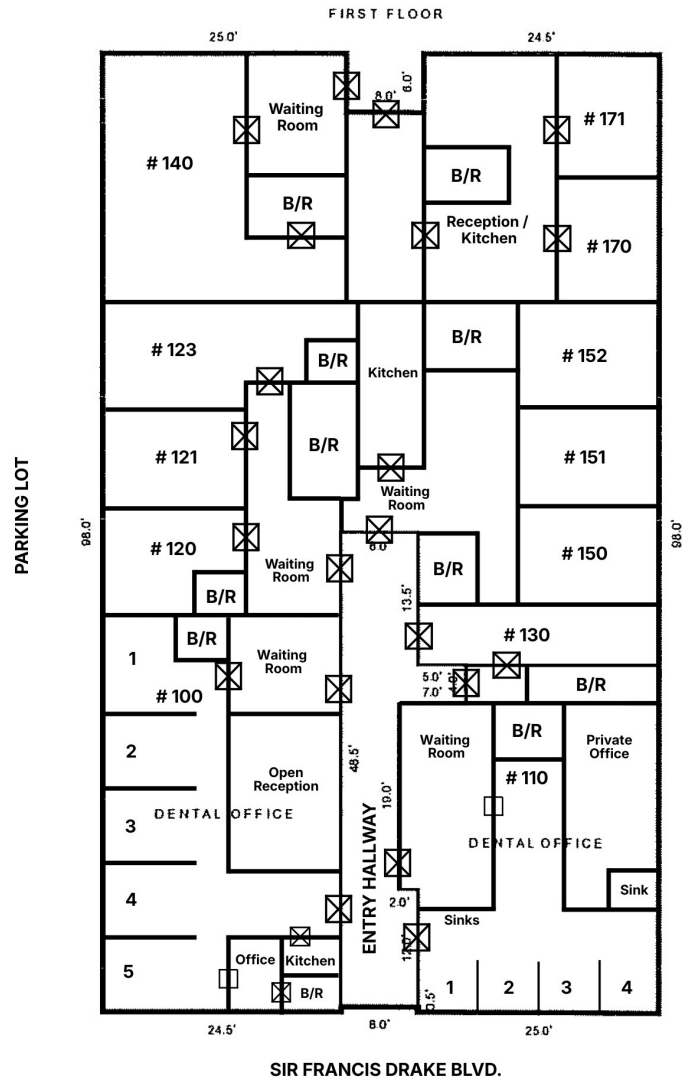 FIRST FLOOR
25.0'
24.5'
6.0'
8.0'
Waiting
Room
# 140
# 171
B/R
B/R
Reception /
Kitchen
# 170
# 123
B/R
Kitchen
B/R
# 152
B/R
# 121
# 151
Waiting
Room
PARKING LOT
98.0'
98.0'
6.0'
# 120
Waiting
Room
B/R
# 150
B/R
13.5'
1
B/R
Waiting
Room
# 130
# 100
5.0'
7.0'
B/R
2
Waiting
Room
B/R
Private
Office
48.5'
Open
Reception
# 110
19.0'
3
DENTAL OFFICE
DENTAL OFFICE
ENTRY HALLWAY
4
Sink
2.0'
Sinks
5
Office
Kitchen
B/R
1
2
3
4
24.5'
25.0'
SIR FRANCIS DRAKE BLVD.